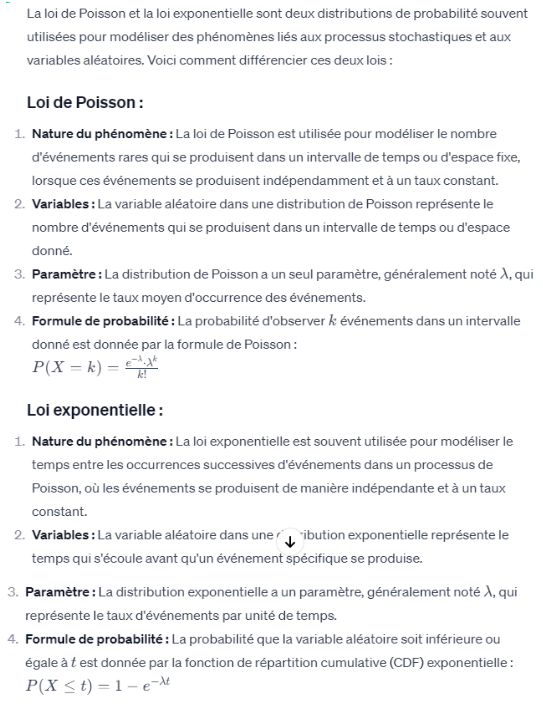 La loi de Poisson et la loi exponentielle sont deux distributions de probabilité souvent
utilisées pour modéliser des phénomènes liés aux processus stochastiques et aux
variables aléatoires. Voici comment différencier ces deux lois :
Loi de Poisson :
1. Nature du phénomène : La loi de Poisson est utilisée pour modéliser le nombre
d'événements rares qui se produisent dans un intervalle de temps ou d'espace fixe,
lorsque ces événements se produisent indépendamment et à un taux constant.
2. Variables : La variable aléatoire dans une distribution de Poisson représente le
nombre d'événements qui se produisent dans un intervalle de temps ou d'espace
donné.
3. Paramètre : La distribution de Poisson a un seul paramètre, généralement noté λ, qui
représente le taux moyen d'occurrence des événements.
4. Formule de probabilité : La probabilité d'observer k événements dans un intervalle
donné est donnée par la formule de Poisson :
P(X = k) = e^{-λ}·λ^k / k!
Loi exponentielle :
1. Nature du phénomène : La loi exponentielle est souvent utilisée pour modéliser le
temps entre les occurrences successives d'événements dans un processus de
Poisson, où les événements se produisent de manière indépendante et à un taux
constant.
2. Variables : La variable aléatoire dans une ibution exponentielle représente le
temps qui s'écoule avant qu'un événement spécifique se produise.
3. Paramètre : La distribution exponentielle a un paramètre, généralement noté λ, qui
représente le taux d'événements par unité de temps.
4. Formule de probabilité : La probabilité que la variable aléatoire soit inférieure ou
égale à t est donnée par la fonction de répartition cumulative (CDF) exponentielle :
P(X ≤ t) = 1 − e^{−λt}